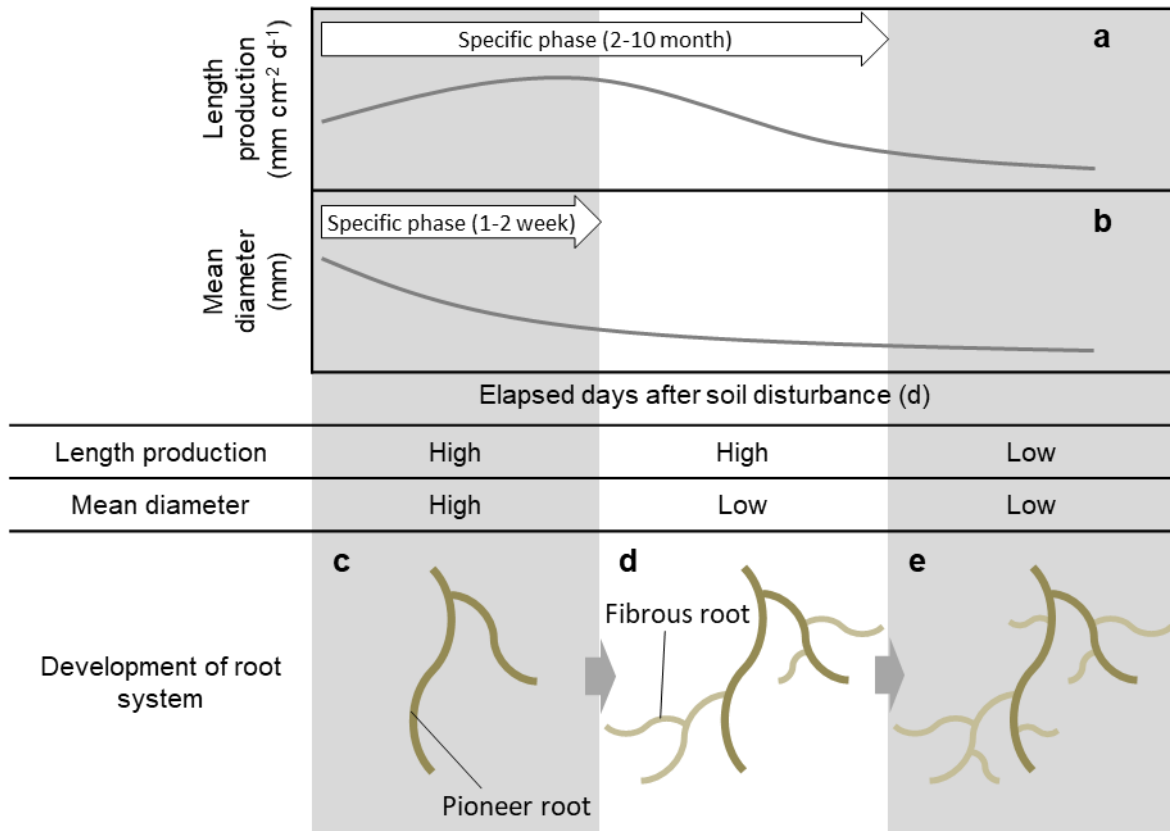 Length
production
(mm cm-2 d-1)
Specific phase (2-10 month)
a
Mean
diameter
(mm)
Specific phase (1-2 week)
b
Elapsed days after soil disturbance (d)
Length production High High Low
Mean diameter High Low Low
Development of root
system
c
Pioneer root
d
Fibrous root
e